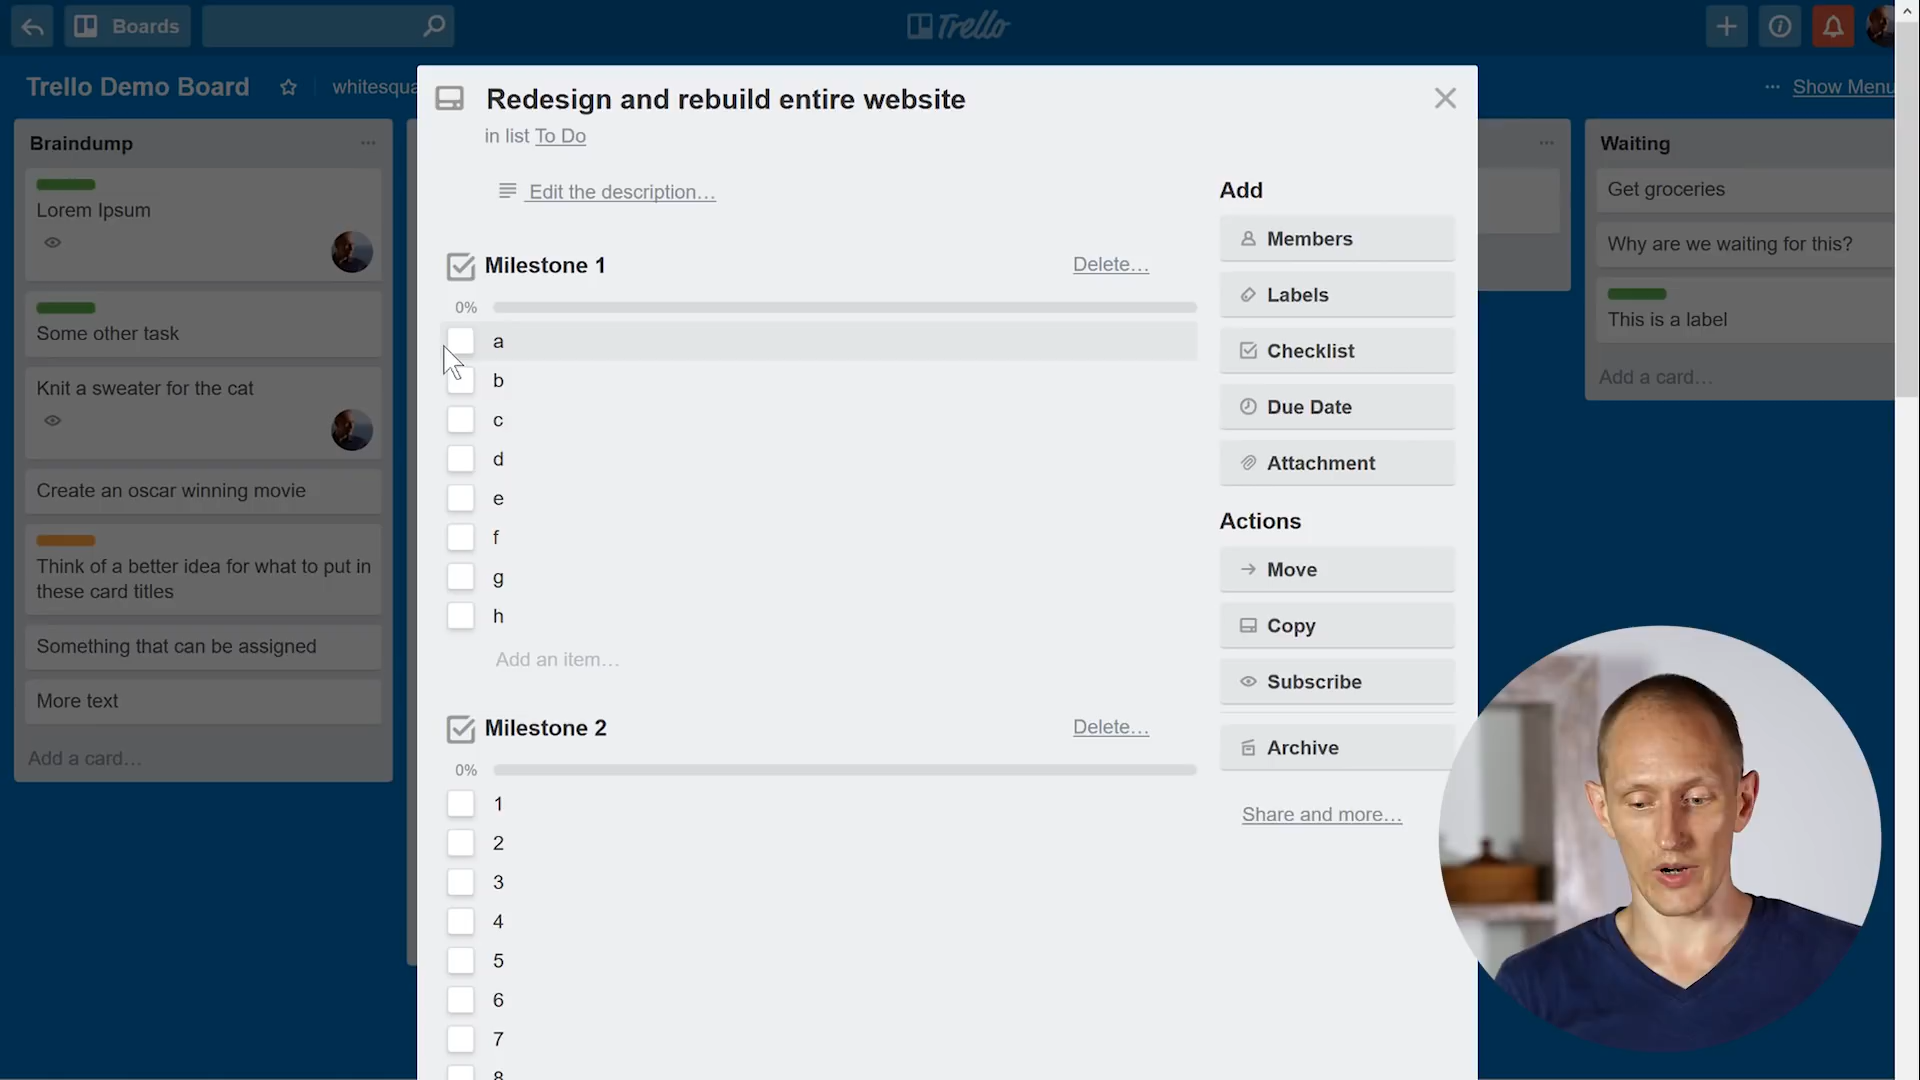 Boards
Trello
Trello Demo Board
whitesqua
Show Menu
Braindump
Lorem Ipsum
Some other task
Knit a sweater for the cat
Create an oscar winning movie
Think of a better idea for what to put in
these card titles
Something that can be assigned
More text
Add a card…
Redesign and rebuild entire website
in list To Do
Edit the description…
Milestone 1
Delete…
0%
a
b
c
d
e
f
g
h
Add an item…
Milestone 2
Delete…
0%
1
2
3
4
5
6
7
8
Add
Members
Labels
Checklist
Due Date
Attachment
Actions
Move
Copy
Subscribe
Archive
Share and more…
Waiting
Get groceries
Why are we waiting for this?
This is a label
Add a card…